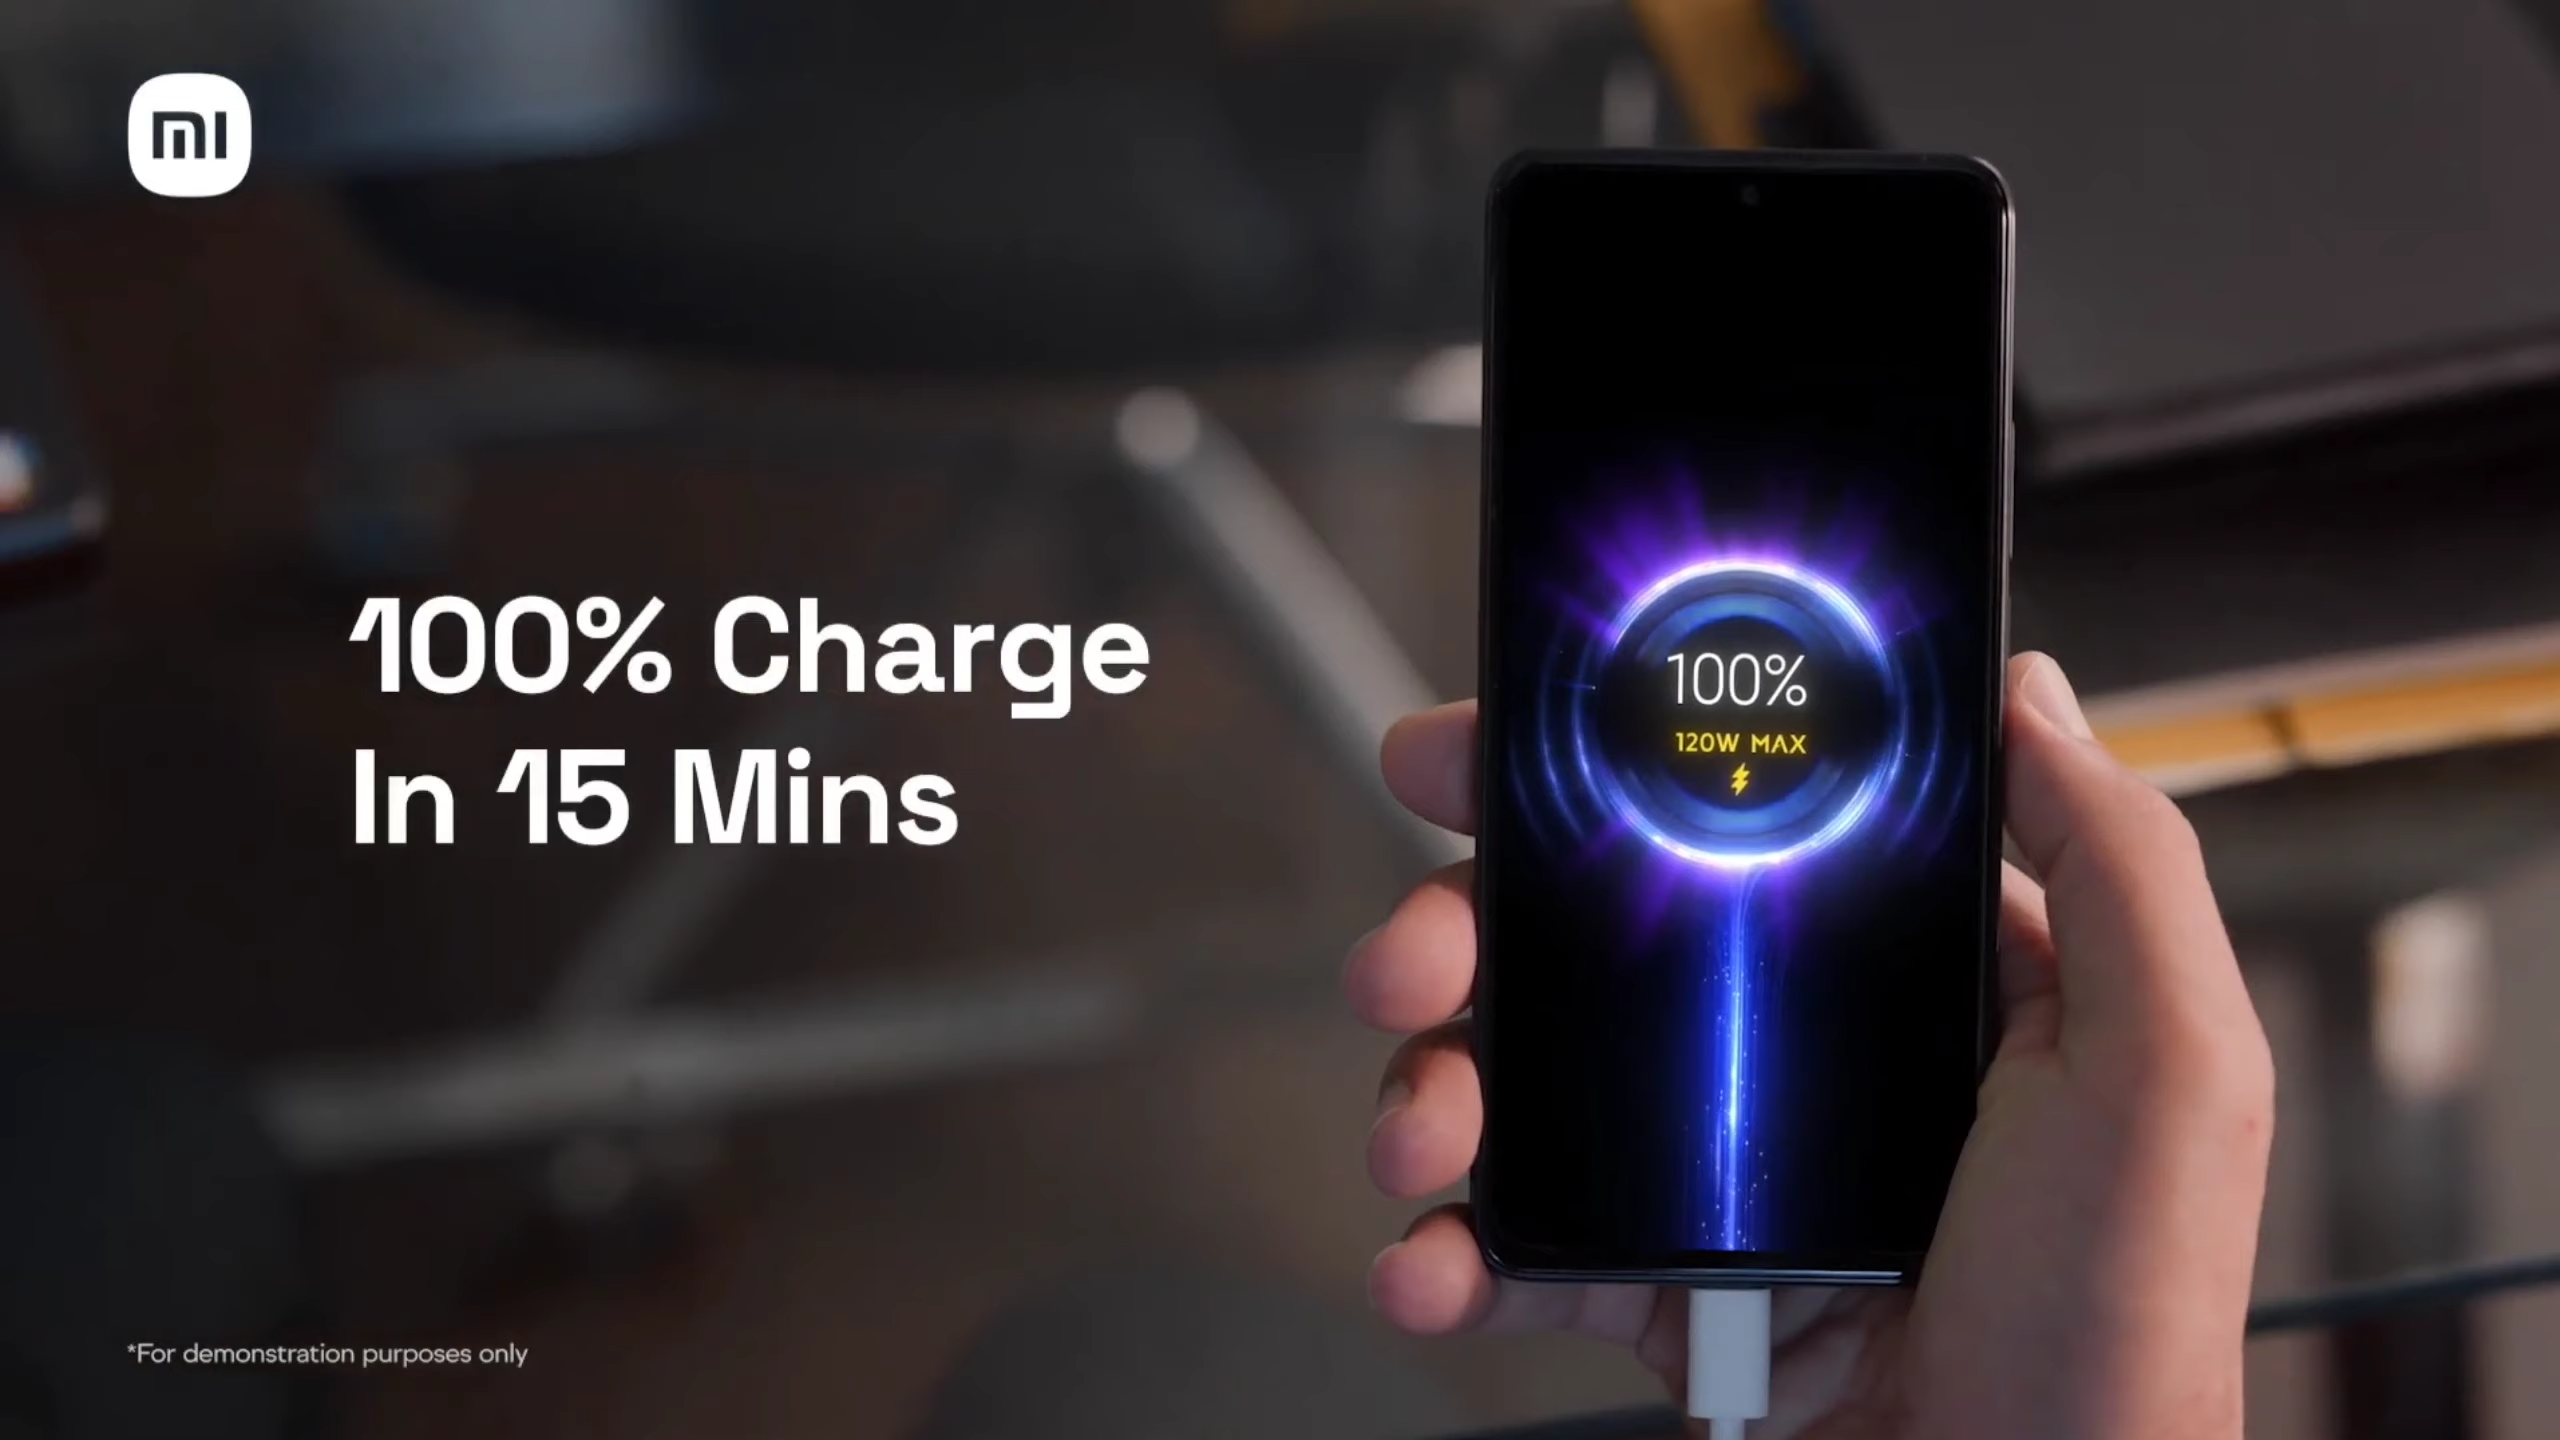 mi
100% Charge
In 15 Mins
100%
120W MAX
*For demonstration purposes only